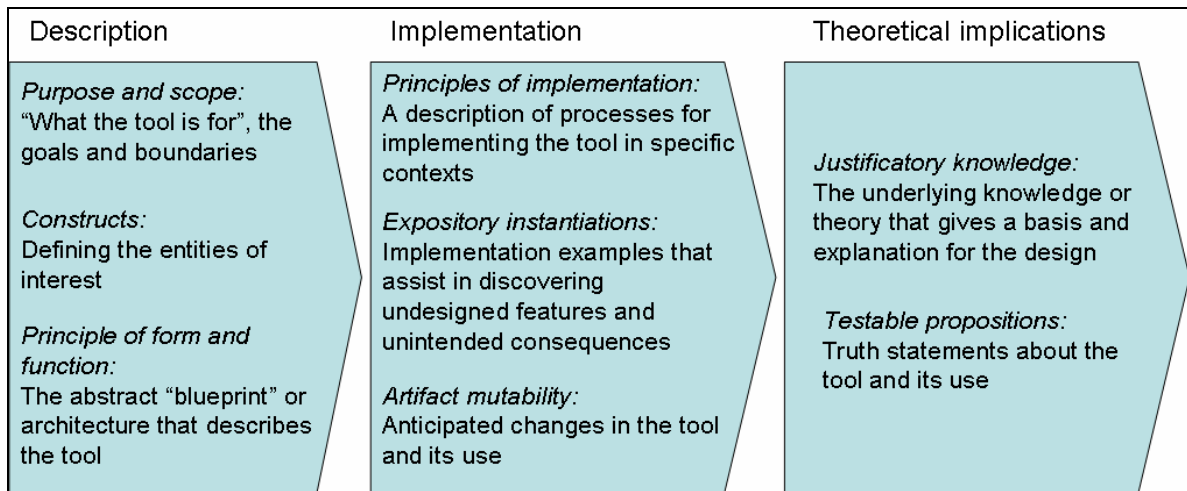 Description
Purpose and scope:
“What the tool is for”, the
goals and boundaries
Constructs:
Defining the entities of
interest
Principle of form and
function:
The abstract “blueprint” or
architecture that describes
the tool
Implementation
Principles of implementation:
A description of processes for
implementing the tool in specific
contexts
Expository instantiations:
Implementation examples that
assist in discovering
undesigned features and
unintended consequences
Artifact mutability:
Anticipated changes in the tool
and its use
Theoretical implications
Justificatory knowledge:
The underlying knowledge or
theory that gives a basis and
explanation for the design
Testable propositions:
Truth statements about the
tool and its use